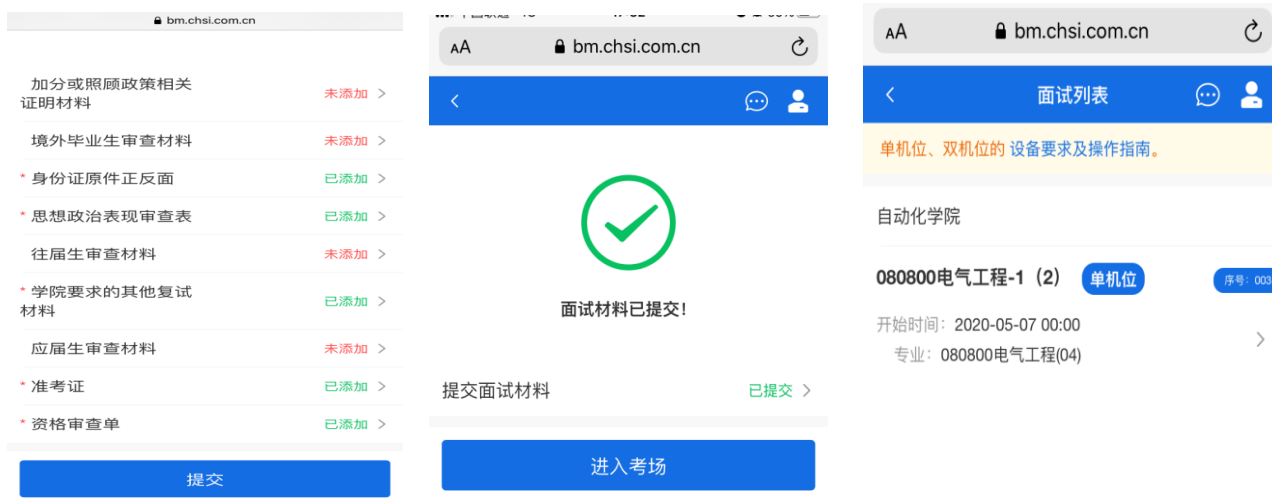 bm.chsi.com.cn
加分或照顾政策相关
证明材料
未添加
境外毕业生审查材料
未添加
* 身份证原件正反面
已添加
* 思想政治表现审查表
已添加
往届生审查材料
未添加
* 学院要求的其他复试
材料
已添加
应届生审查材料
未添加
* 准考证
已添加
* 资格审查单
已添加
提交
AA
bm.chsi.com.cn
面试材料已提交!
提交面试材料
已提交
进入考场
AA
bm.chsi.com.cn
面试列表
单机位、双机位的 设备要求及操作指南。
自动化学院
080800电气工程-1（2）
单机位
序号: 003
开始时间: 2020-05-07 00:00
专业: 080800电气工程(04)